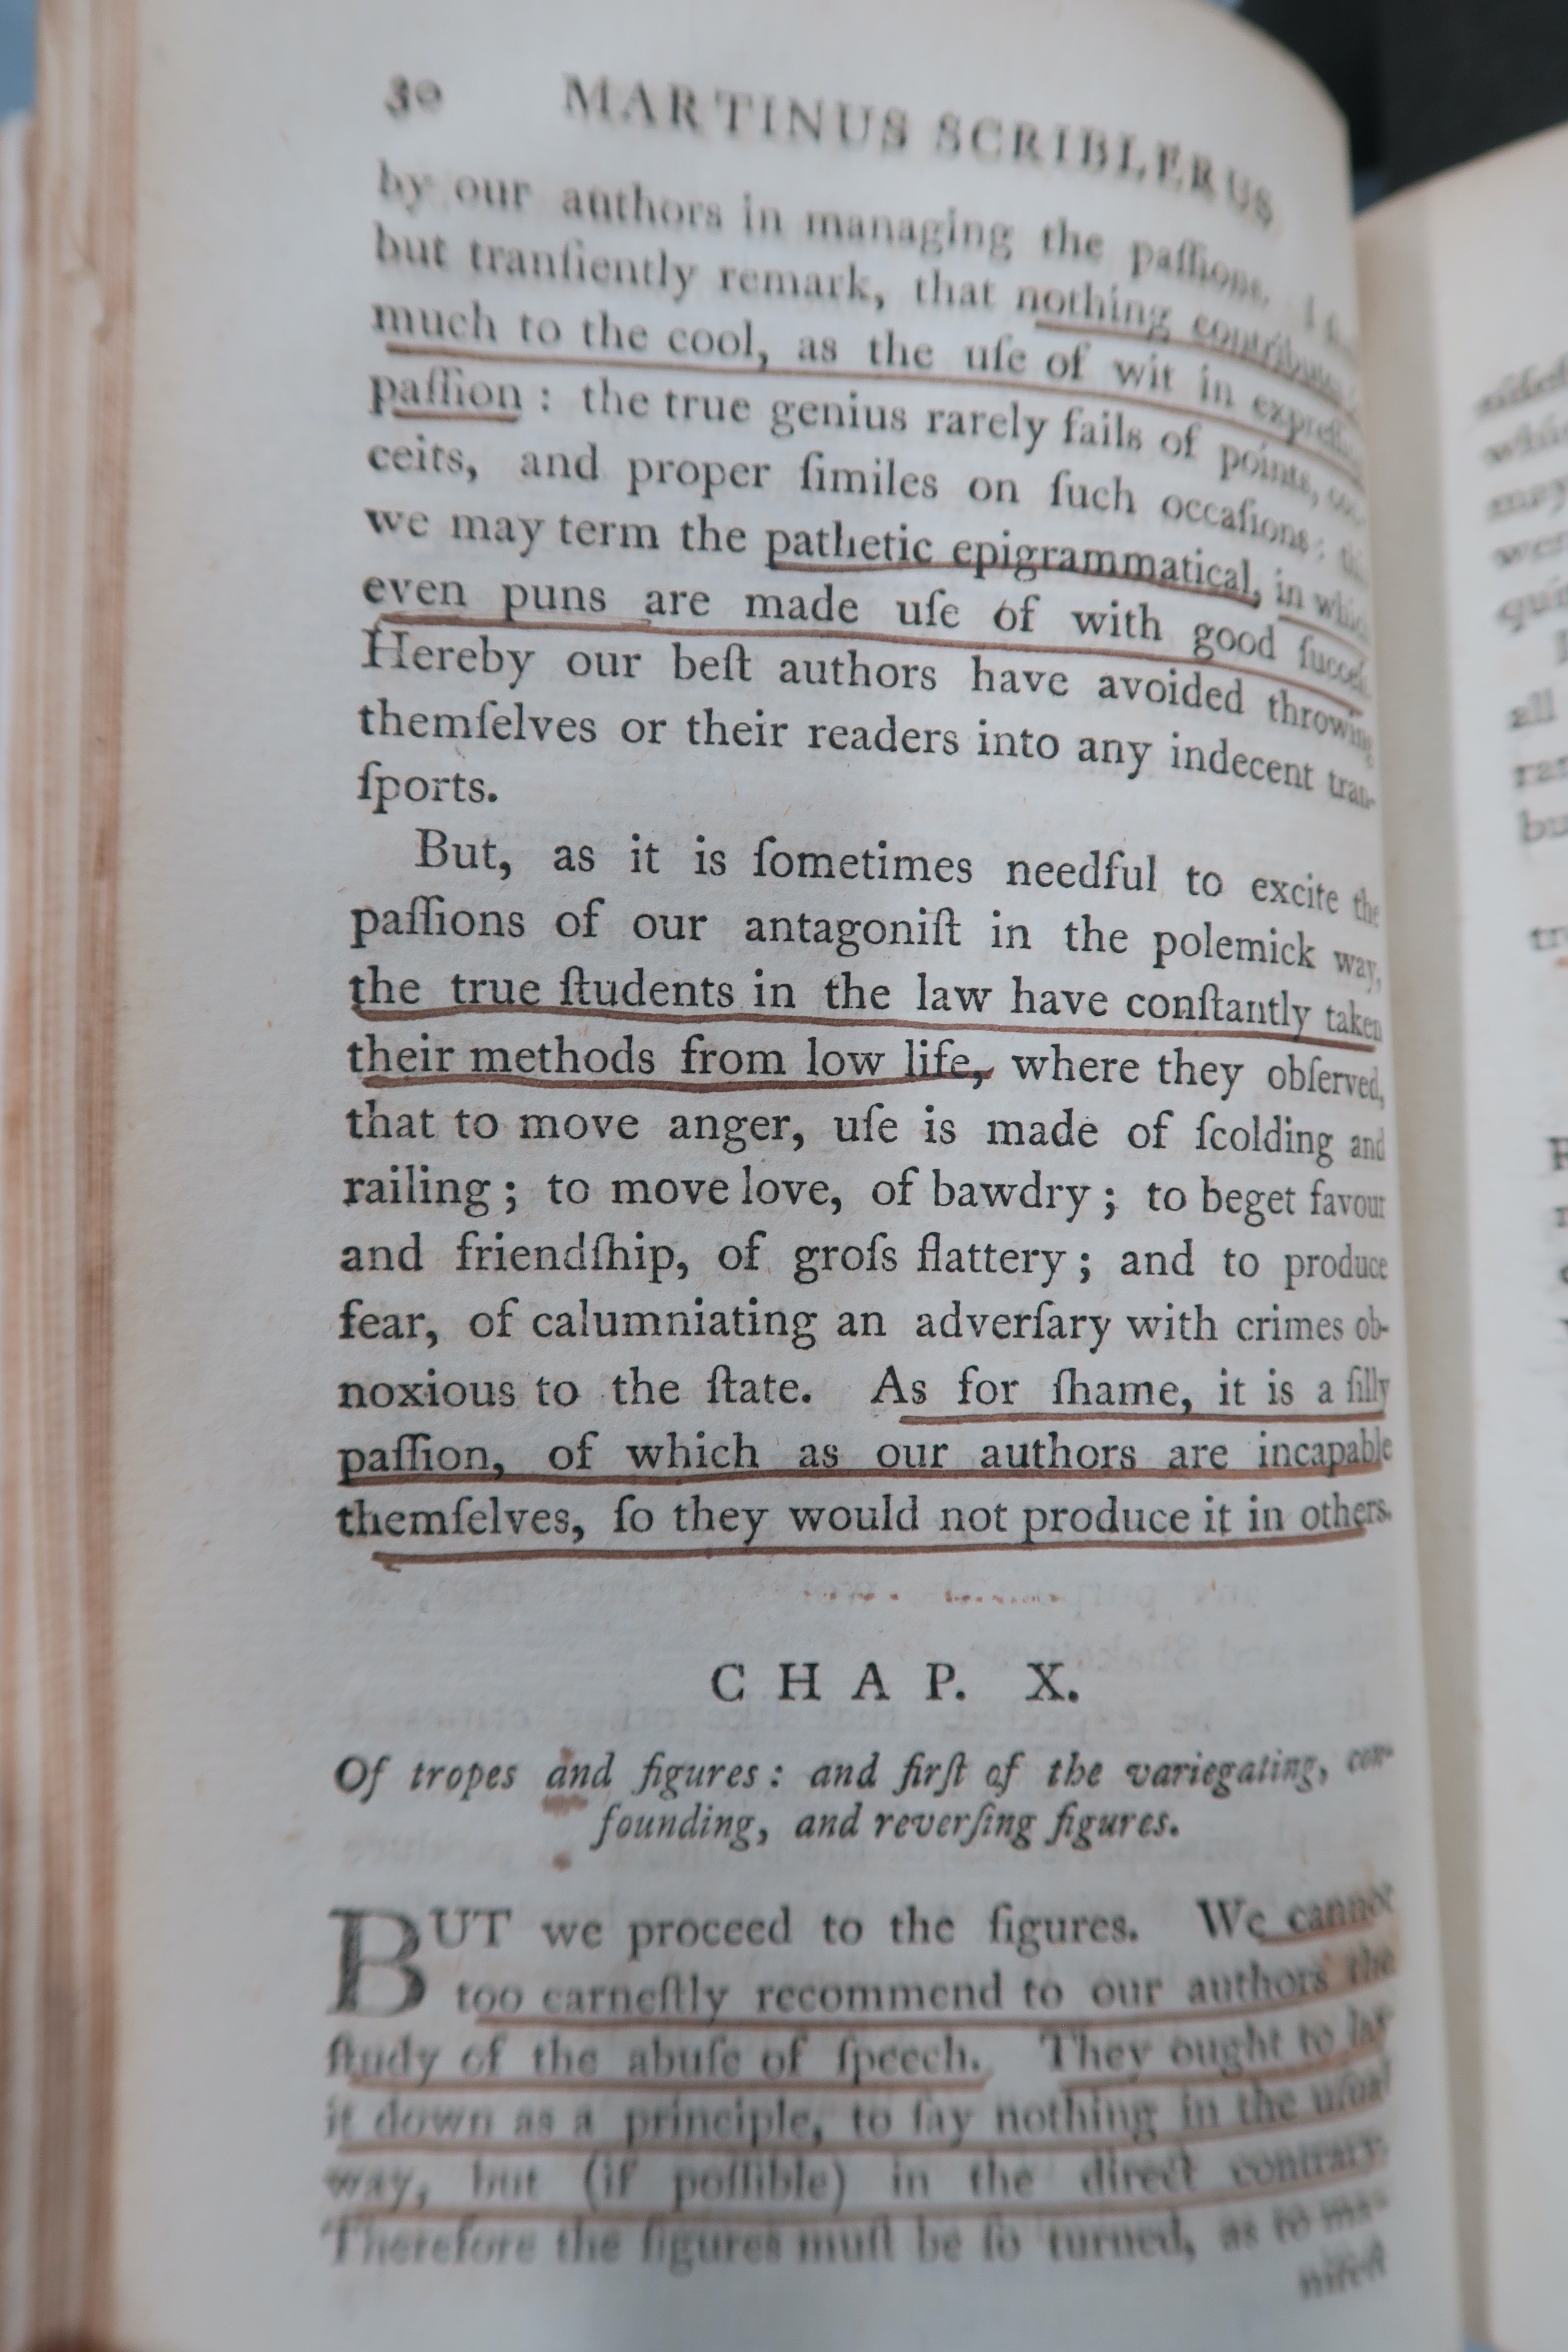 30 MARTINUS SCRIBLERUS
by our authors in managing the paſſions. I
but tranſiently remark, that nothing contributes
much to the cool, as the uſe of wit in expreſſing
paſſion : the true genius rarely fails of points, con-
ceits, and proper ſimiles on ſuch occaſions : this
we may term the pathetic epigrammatical, in which
even puns are made uſe of with good ſucceſs.
Hereby our beſt authors have avoided throwing
themſelves or their readers into any indecent tran-
ſports.
But, as it is ſometimes needful to excite the
paſſions of our antagoniſt in the polemick way,
the true ſtudents in the law have conſtantly taken
their methods from low life, where they obſerved,
that to move anger, uſe is made of ſcolding and
railing ; to move love, of bawdry ; to beget favour
and friendſhip, of groſs flattery ; and to produce
fear, of calumniating an adverſary with crimes ob-
noxious to the ſtate. As for ſhame, it is a ſilly
paſſion, of which as our authors are incapable
themſelves, ſo they would not produce it in others.
CHAP. X.
Of tropes and figures : and firſt of the variegating, con-
founding, and reverſing figures.
BUT we proceed to the figures. We cannot
too earneſtly recommend to our authors the
ſtudy of the abuſe of ſpeech. They ought to lay
it down as a principle, to ſay nothing in the uſual
way, but (if poſſible) in the direct contrary.
Therefore the figures muſt be ſo turned, as to ma-
nifeſt
all